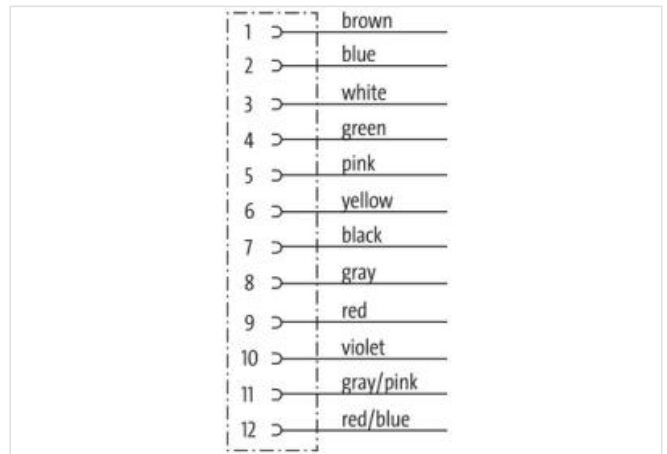 1 brown
2 blue
3 white
4 green
5 pink
6 yellow
7 black
8 gray
9 red
10 violet
11 gray/pink
12 red/blue